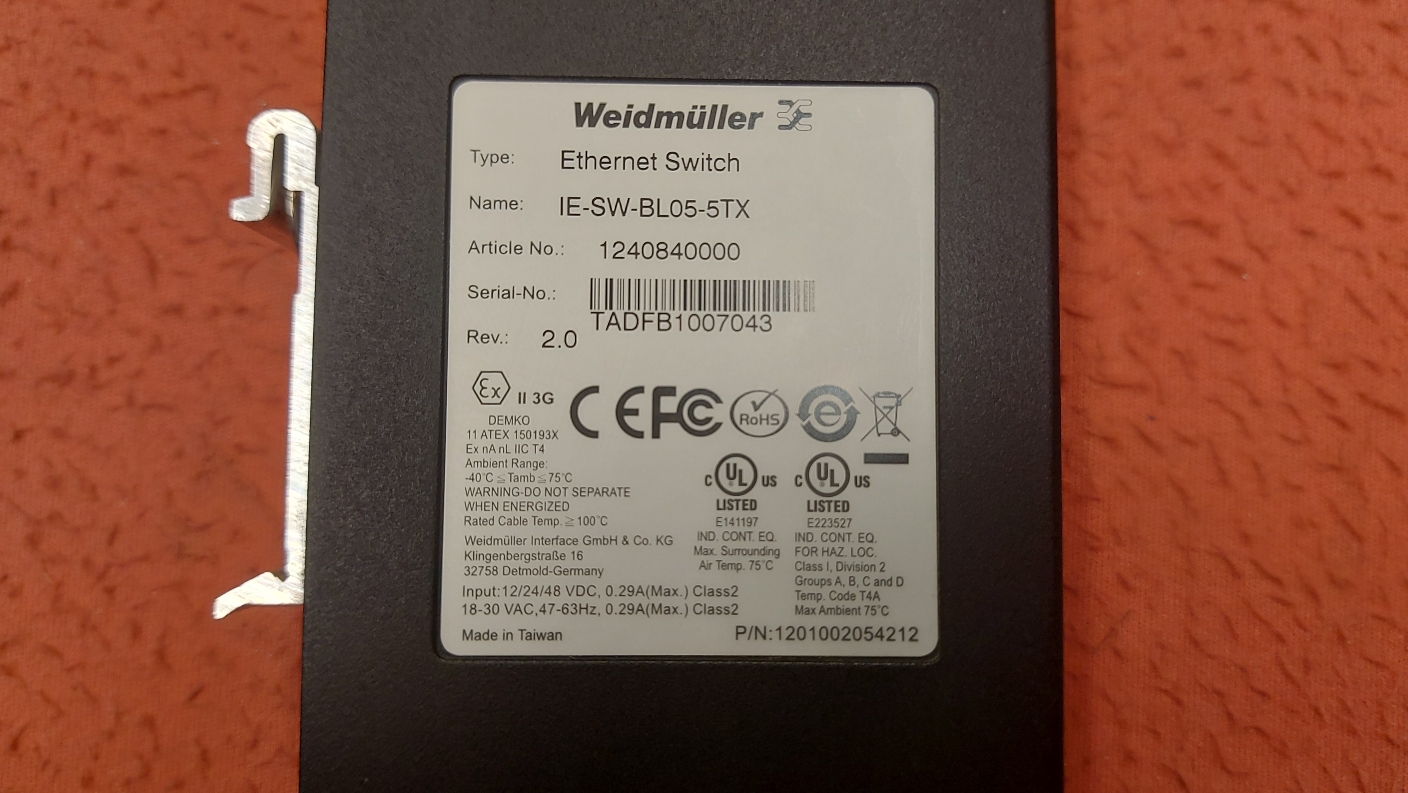 Weidmüller
Type: Ethernet Switch
Name: IE-SW-BL05-5TX
Article No.: 1240840000
Serial-No.:
TADFB1007043
Rev.: 2.0
Ex II 3G
CE FC RoHS e
DEMKO
11 ATEX 150193X
Ex nA nL IIC T4
Ambient Range:
-40°C ≦ Tamb ≦ 75°C
WARNING-DO NOT SEPARATE
WHEN ENERGIZED
Rated Cable Temp. ≧ 100°C
Weidmüller Interface GmbH & Co. KG
Klingenbergstraße 16
32758 Detmold-Germany
C UL US
LISTED
E141197
IND. CONT. EQ.
Max. Surrounding
Air Temp. 75°C
C UL US
LISTED
E223527
IND. CONT. EQ.
FOR HAZ. LOC.
Class I, Division 2
Groups A, B, C and D
Temp. Code T4A
Max Ambient 75°C
Input:12/24/48 VDC, 0.29A(Max.) Class2
18-30 VAC,47-63Hz, 0.29A(Max.) Class2
Made in Taiwan
P/N:1201002054212